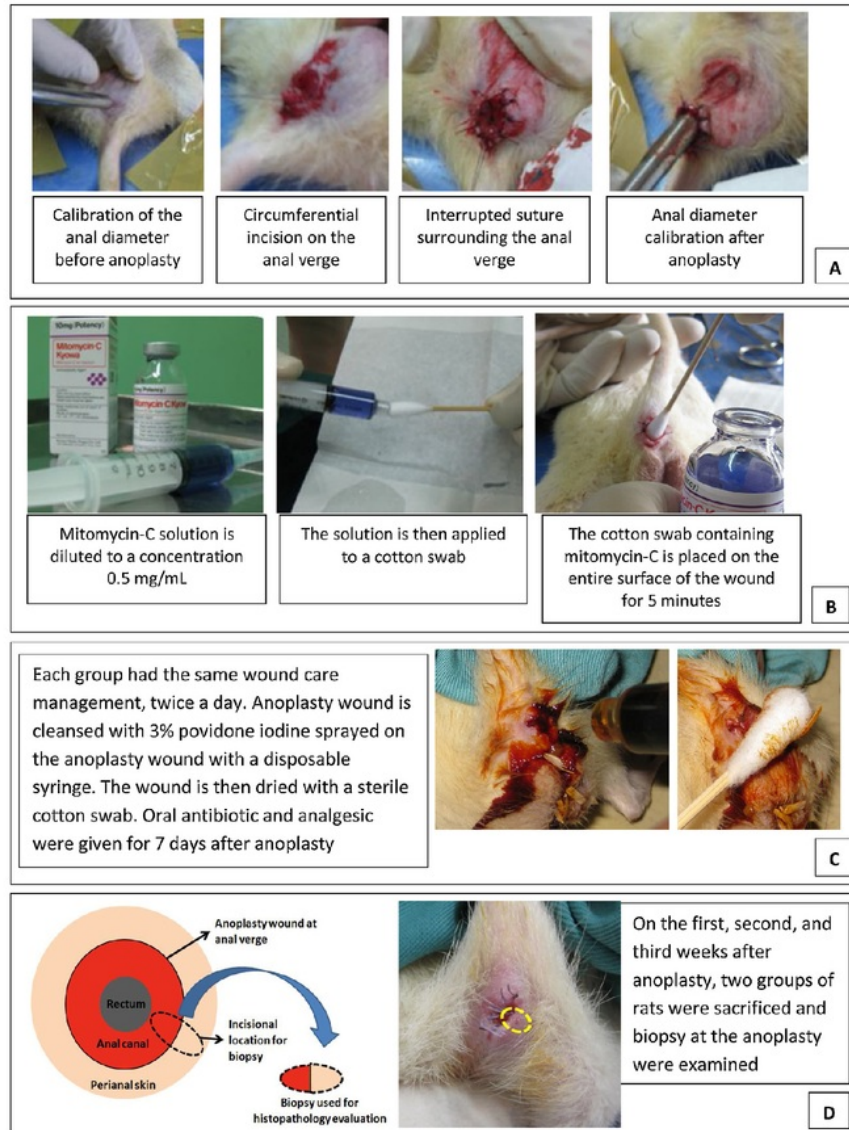 Calibration of the
anal diameter
before anoplasty
Circumferential
incision on the
anal verge
Interrupted suture
surrounding the
anal verge
Anal diameter
calibration after
anoplasty
A
10mg (Potency)
Mitomycin-C
Kyowa
Mitomycin-C solution is
diluted to a concentration
0.5 mg/mL
The solution is then applied
to a cotton swab
The cotton swab containing
mitomycin-C is placed on the
entire surface of the wound
for 5 minutes
B
Each group had the same wound care
management, twice a day. Anoplasty wound is
cleansed with 3% povidone iodine sprayed on
the anoplasty wound with a disposable
syringe. The wound is then dried with a sterile
cotton swab. Oral antibiotic and analgesic
were given for 7 days after anoplasty
C
Anoplasty wound at
anal verge
Rectum
Anal canal
Perianal skin
Incisional
location for
biopsy
Biopsy used for
histopathology evaluation
On the first, second, and
third weeks after
anoplasty, two groups of
rats were sacrificed and
biopsy at the anoplasty
were examined
D